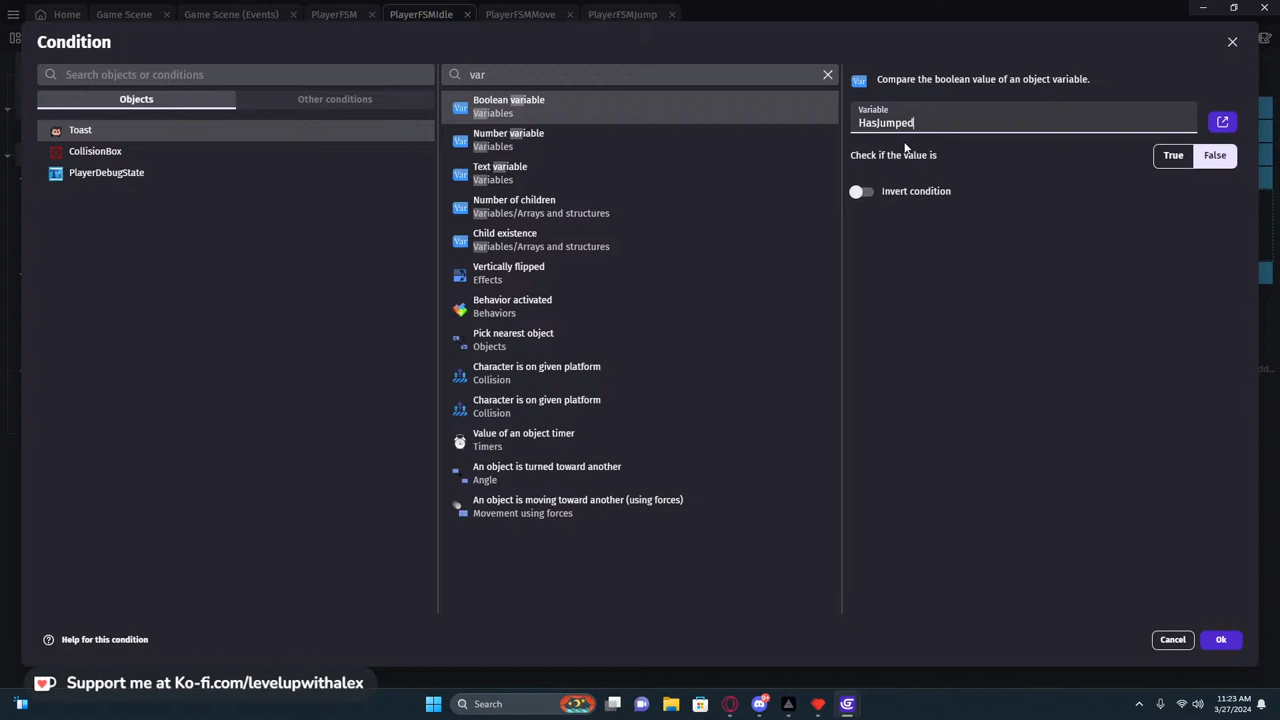 Home
Game Scene
Game Scene (Events)
PlayerFSM
PlayerFSMIdle
PlayerFSMMove
PlayerFSMJump
Condition
Search objects or conditions
Objects
Other conditions
Toast
CollisionBox
PlayerDebugState
var
Boolean variable
Variables
Number variable
Variables
Text variable
Variables
Number of children
Variables/Arrays and structures
Child existence
Variables/Arrays and structures
Vertically flipped
Effects
Behavior activated
Behaviors
Pick nearest object
Objects
Character is on given platform
Collision
Character is on given platform
Collision
Value of an object timer
Timers
An object is turned toward another
Angle
An object is moving toward another (using forces)
Movement using forces
Var Compare the boolean value of an object variable.
Variable
HasJumped
Check if the value is
True
False
Invert condition
Help for this condition
Cancel
Ok
Support me at Ko-fi.com/levelupwithalex
Search
11:23 AM
3/27/2024